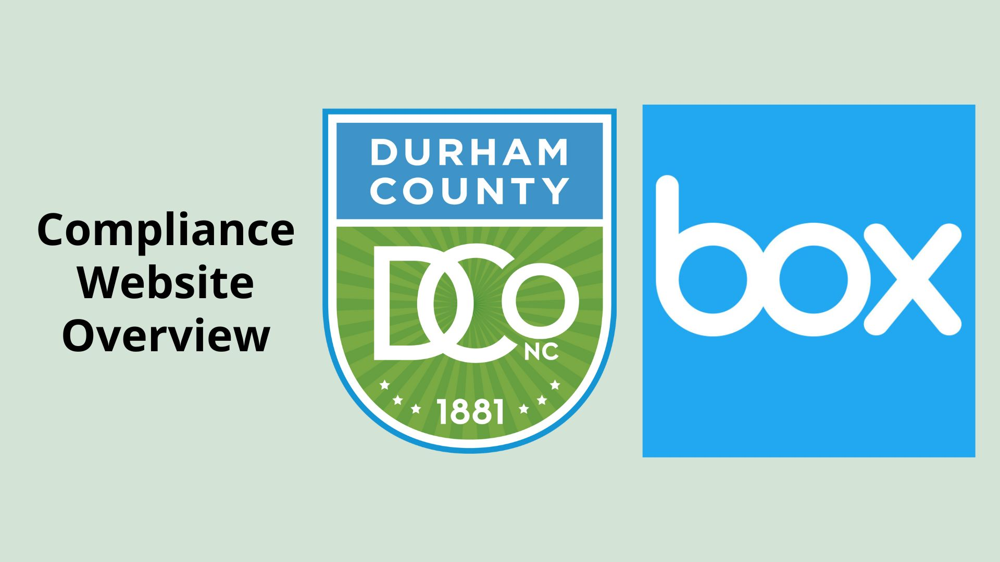 Compliance
Website
Overview
DURHAM
COUNTY
DCo
NC
1881
box